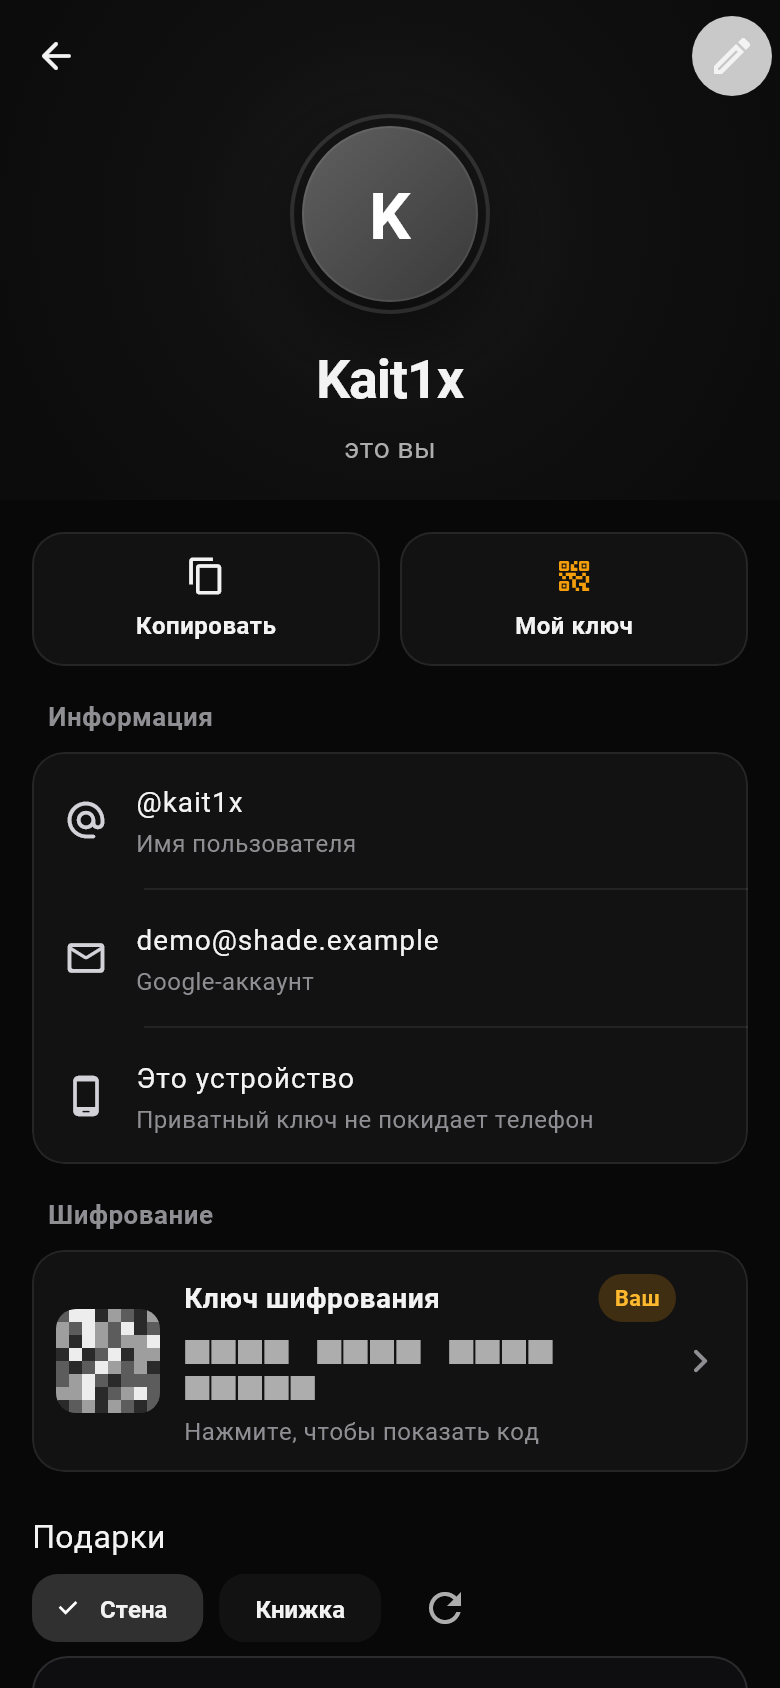 K
Kait1x
это вы
Копировать
Мой ключ
Информация
@kait1x
Имя пользователя
demo@shade.example
Google-аккаунт
Это устройство
Приватный ключ не покидает телефон
Шифрование
Ключ шифрования
Ваш
Нажмите, чтобы показать код
Подарки
Стена
Книжка